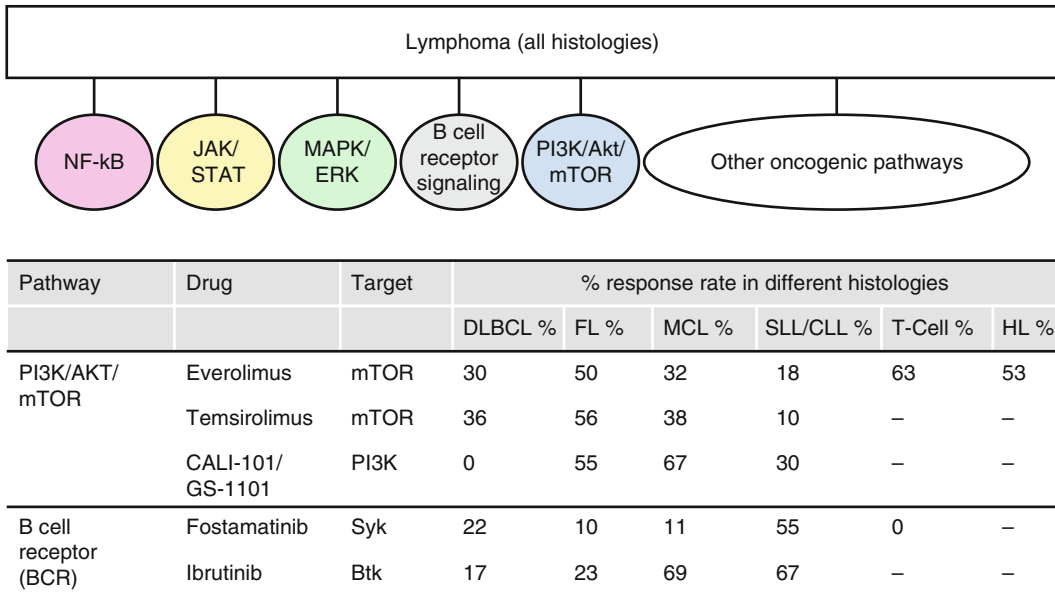 Lymphoma (all histologies)
NF-kB
JAK/
STAT
MAPK/
ERK
B cell
receptor
signaling
PI3K/Akt/
mTOR
Other oncogenic pathways
Pathway Drug Target % response rate in different histologies
DLBCL % FL % MCL % SLL/CLL % T-Cell % HL %
PI3K/AKT/ Everolimus mTOR 30 50 32 18 63 53
mTOR
Temsirolimus mTOR 36 56 38 10 – –
CALI-101/ PI3K 0 55 67 30 – –
GS-1101
B cell Fostamatinib Syk 22 10 11 55 0 –
receptor
(BCR) Ibrutinib Btk 17 23 69 67 – –